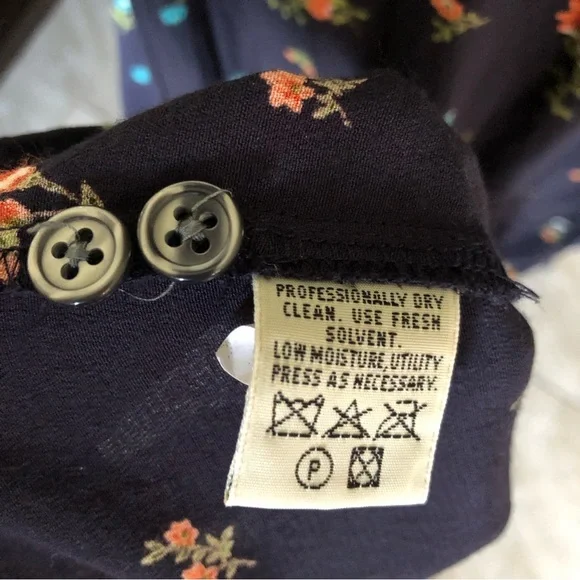 PROFESSIONALLY DRY
CLEAN. USE FRESH
SOLVENT.
LOW MOISTURE, UTILITY
PRESS AS NECESSARY.
P